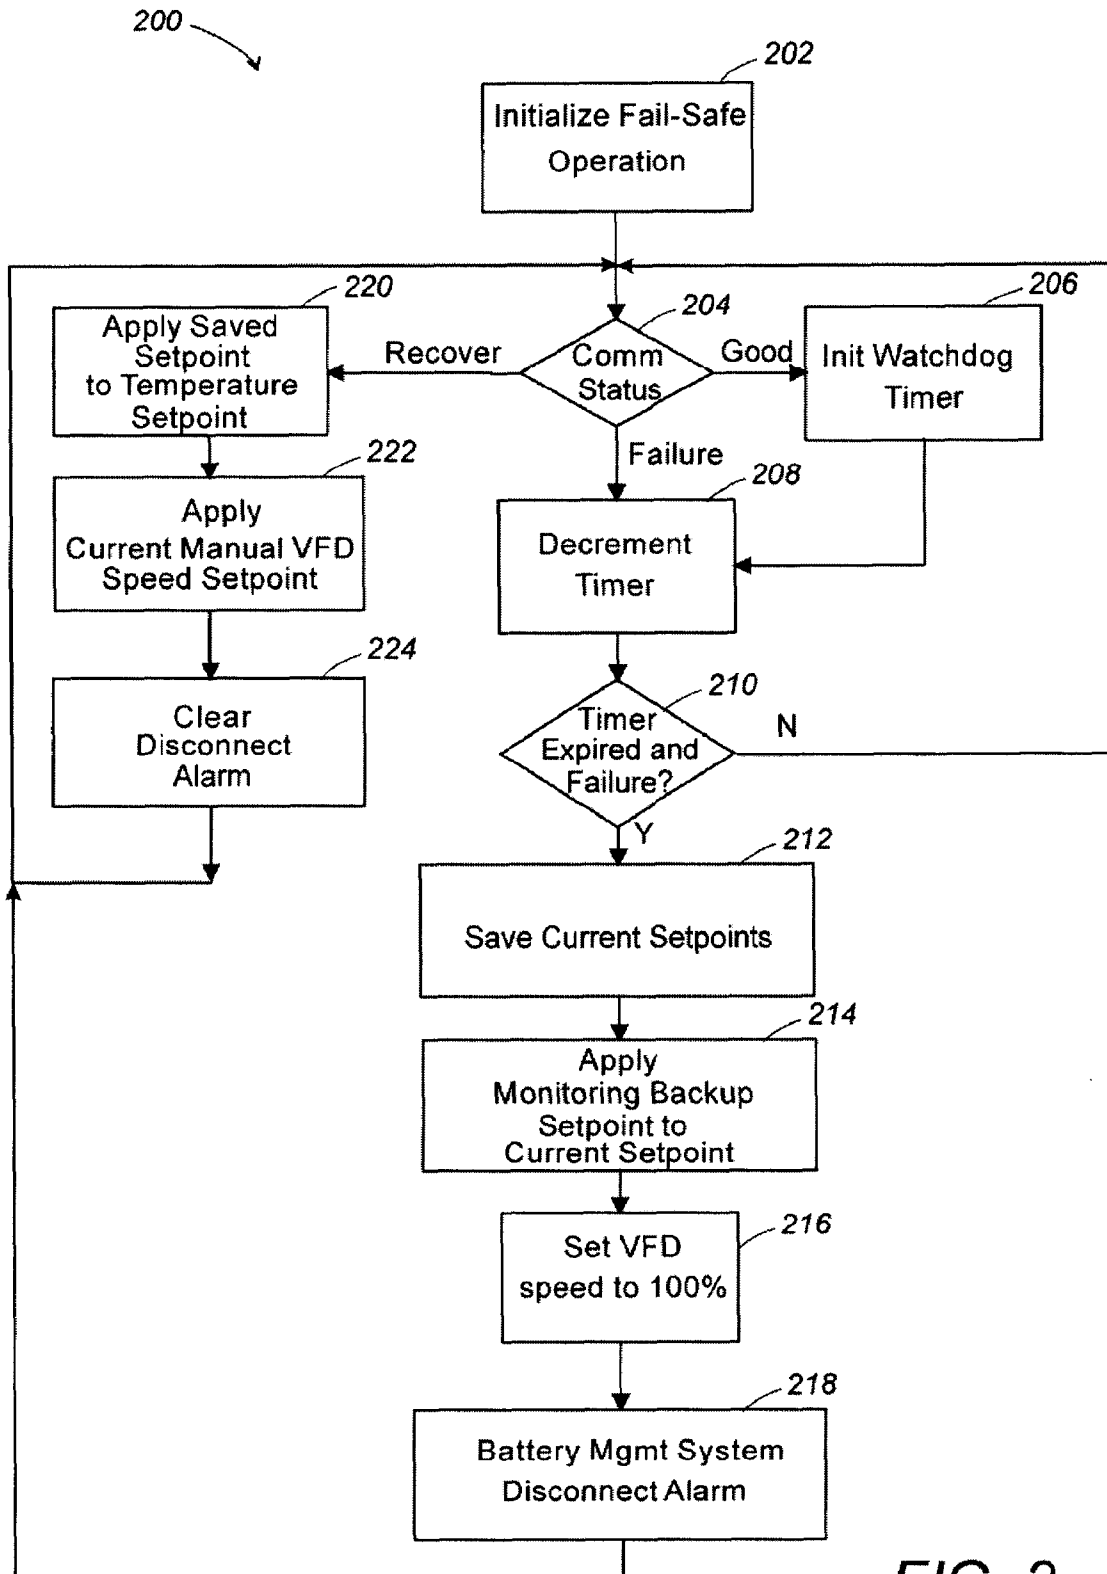 200
202
Initialize Fail-Safe
Operation
220
Apply Saved
Setpoint
to Temperature
Setpoint
Recover
204
Comm
Status
Good
206
Init Watchdog
Timer
Failure
222
Apply
Current Manual VFD
Speed Setpoint
208
Decrement
Timer
224
Clear
Disconnect
Alarm
210
Timer
Expired and
Failure?
N
Y
212
Save Current Setpoints
214
Apply
Monitoring Backup
Setpoint to
Current Setpoint
216
Set VFD
speed to 100%
218
Battery Mgmt System
Disconnect Alarm